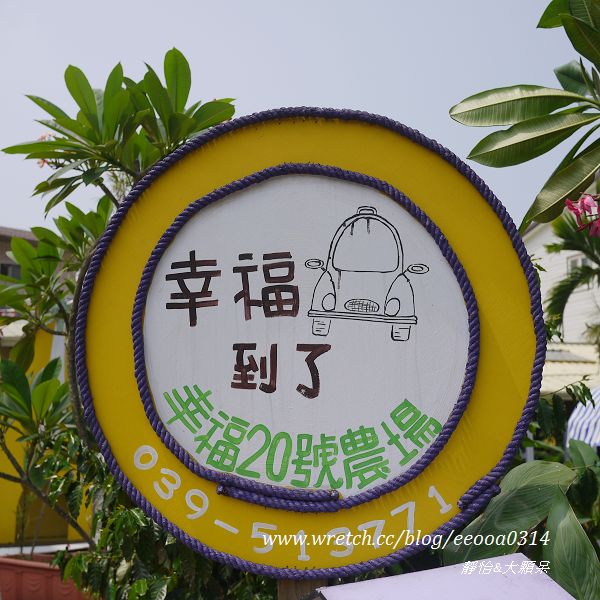 幸福
到了
幸福20號農場
039-513771
www.wretch.cc/blog/eeooa0314
靜怡&大顆呆